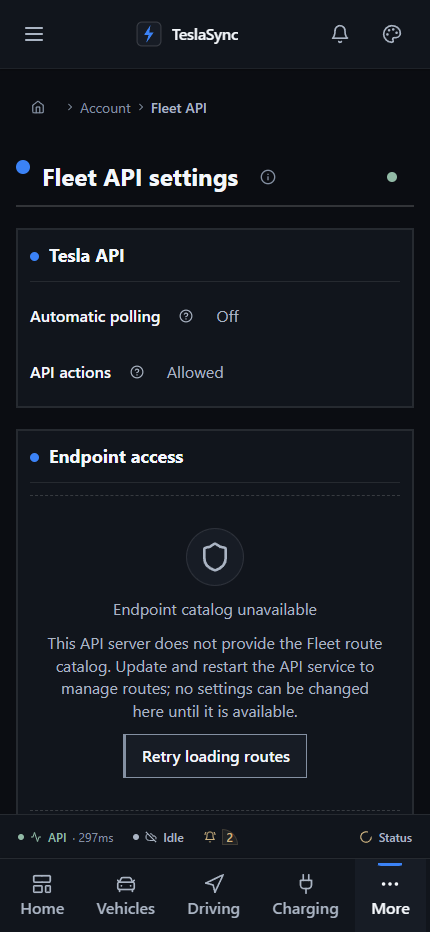 TeslaSync
Account
Fleet API
Fleet API settings
Tesla API
Automatic polling Off
API actions Allowed
Endpoint access
Endpoint catalog unavailable
This API server does not provide the Fleet route
catalog. Update and restart the API service to
manage routes; no settings can be changed
here until it is available.
Retry loading routes
API · 297ms Idle 2 Status
Home Vehicles Driving Charging More